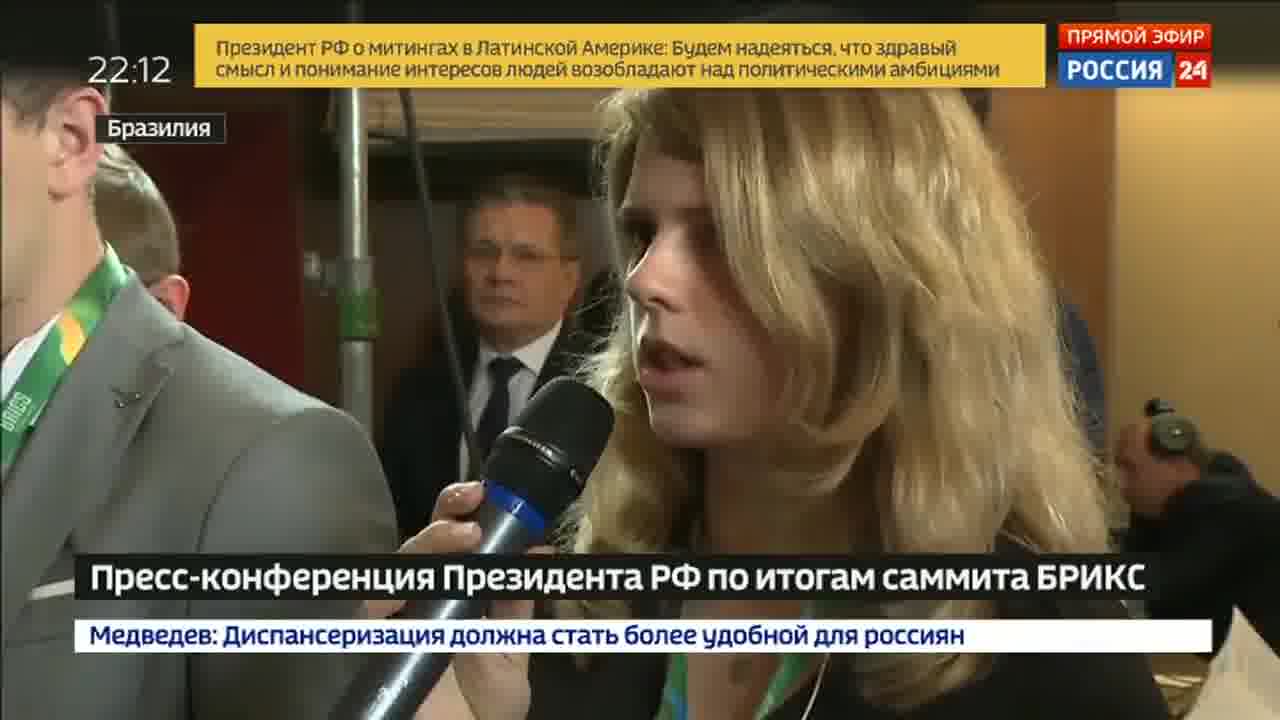 Президент РФ о митингах в Латинской Америке: Будем надеяться, что здравый
смысл и понимание интересов людей возобладают над политическими амбициями
ПРЯМОЙ ЭФИР
РОССИЯ 24
22:12
Бразилия
BRICS
Пресс-конференция Президента РФ по итогам саммита БРИКС
Медведев: Диспансеризация должна стать более удобной для россиян